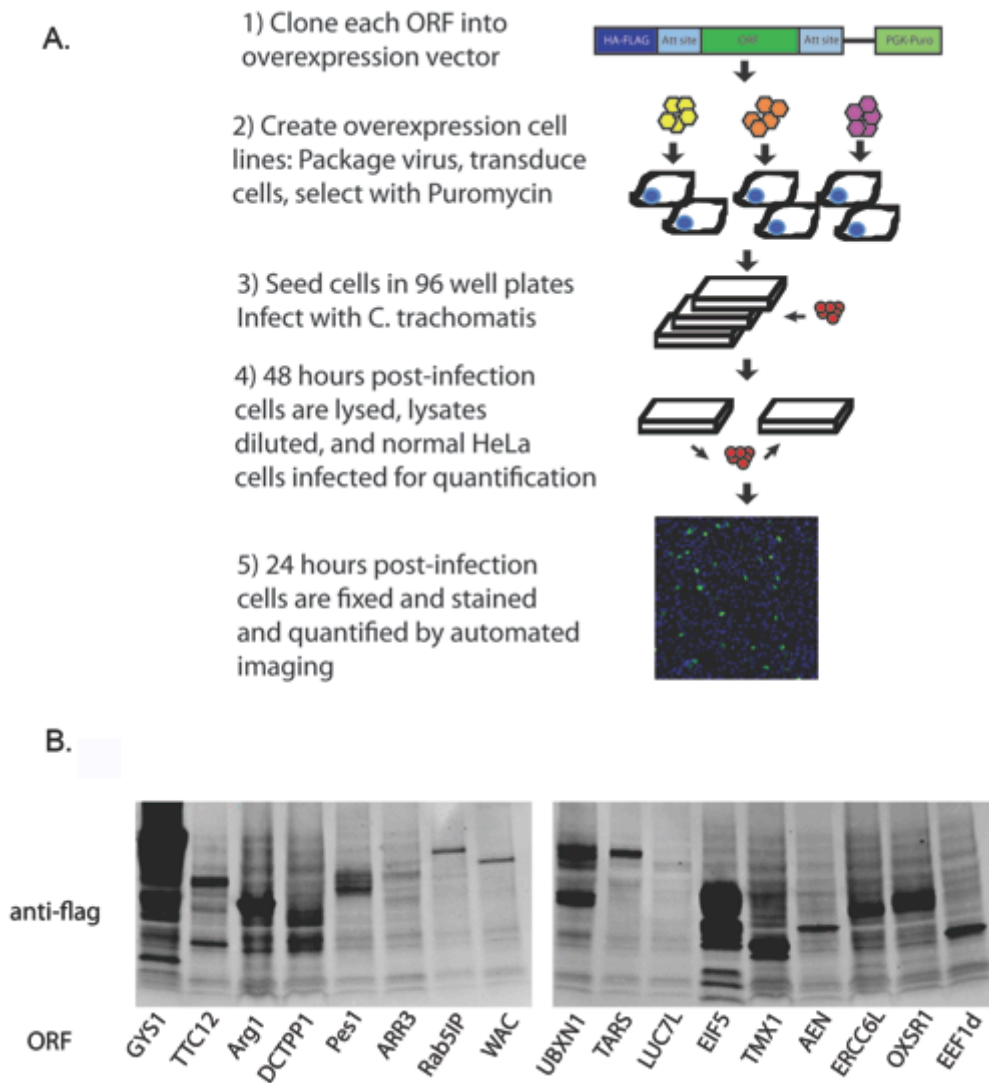 A.
1) Clone each ORF into
overexpression vector
HA-FLAG Att site ORF Att site PGK-Puro
2) Create overexpression cell
lines: Package virus, transduce
cells, select with Puromycin
3) Seed cells in 96 well plates
Infect with C. trachomatis
4) 48 hours post-infection
cells are lysed, lysates
diluted, and normal HeLa
cells infected for quantification
5) 24 hours post-infection
cells are fixed and stained
and quantified by automated
imaging
B.
anti-flag
ORF
GYS1
TTC12
Arg1
DCTPP1
Pes1
ARR3
Rab5IP
WAC
UBXN1
TARS
LUC7L
EIF5
TMX1
AEN
ERCC6L
OXSR1
EEF1d